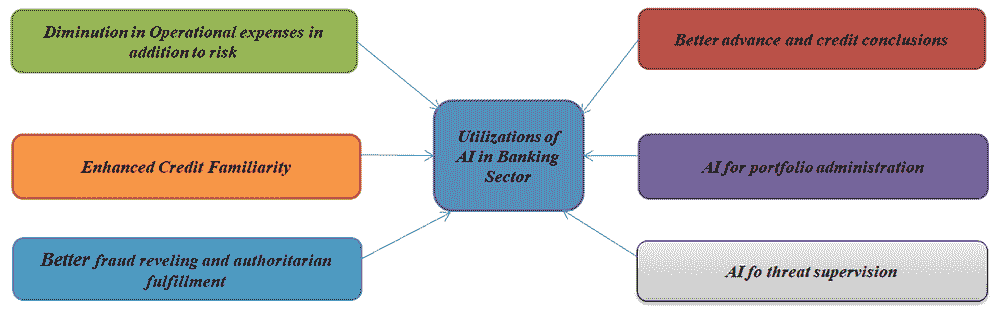 Diminution in Operational expenses in
addition to risk
Enhanced Credit Familiarity
Better fraud reveling and authoritarian
fulfillment
Utilizations of
AI in Banking
Sector
Better advance and credit conclusions
AI for portfolio administration
AI fo threat supervision